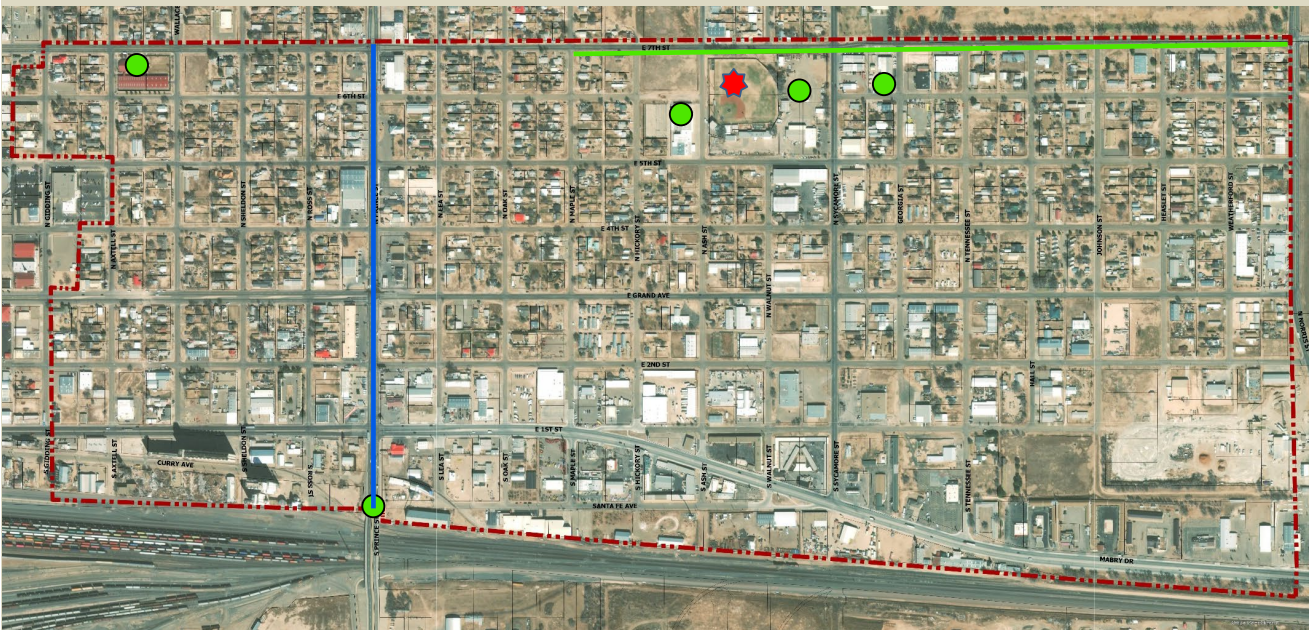 WALLACE
E 7TH ST
E 6TH ST
E 5TH ST
N GIDDING ST
N SHELDON ST
N ROSS ST
N LEA ST
N OAK ST
N MAPLE ST
N SYCAMORE ST
GEORGIA ST
HEASLEY ST
WEATHERFORD ST
E 4TH ST
N AXTELL ST
N HICKORY ST
N ASH ST
N TENNESSEE ST
JOHNSON ST
E GRAND AVE
N WALNUT ST
E 2ND ST
HALL ST
E 1ST ST
S GIDDING ST
S AXTELL ST
CURRY AVE
S SHELDON ST
S ROSS ST
S LEA ST
S OAK ST
S MAPLE ST
S HICKORY ST
S ASH ST
S WALNUT ST
S SYCAMORE ST
S TENNESSEE ST
SANTA FE AVE
S PRINCE ST
MABRY DR